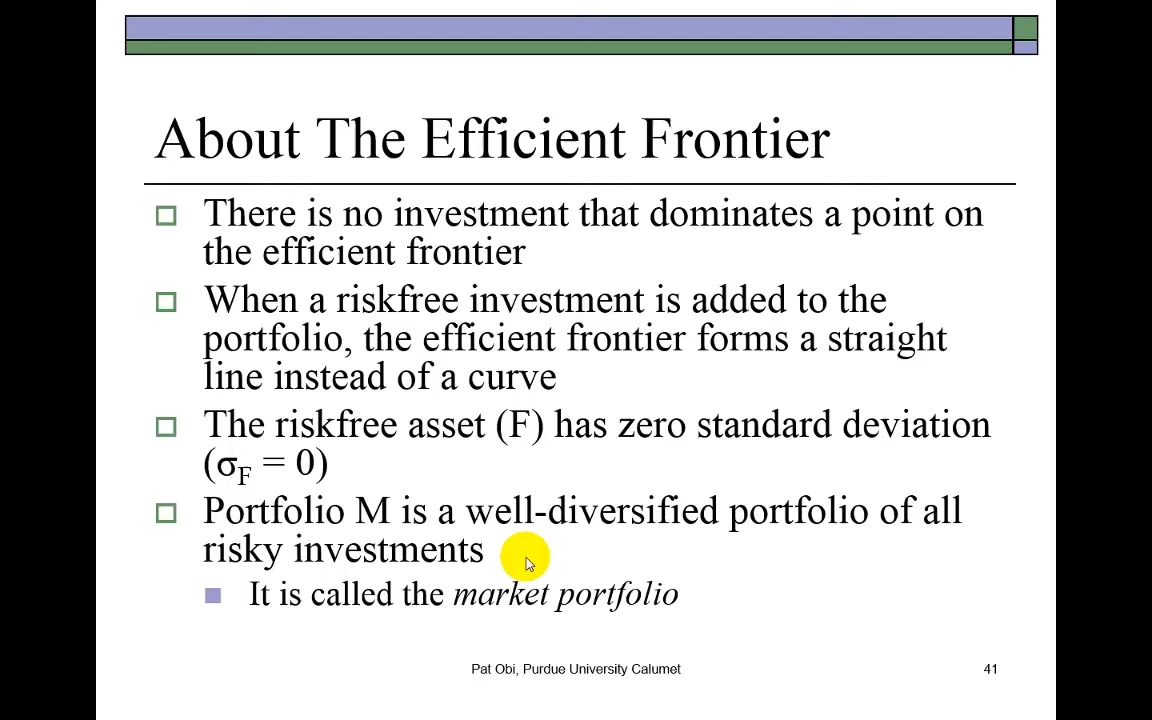 About The Efficient Frontier
There is no investment that dominates a point on
the efficient frontier
When a riskfree investment is added to the
portfolio, the efficient frontier forms a straight
line instead of a curve
The riskfree asset (F) has zero standard deviation
(σF = 0)
Portfolio M is a well-diversified portfolio of all
risky investments
It is called the market portfolio
Pat Obi, Purdue University Calumet
41